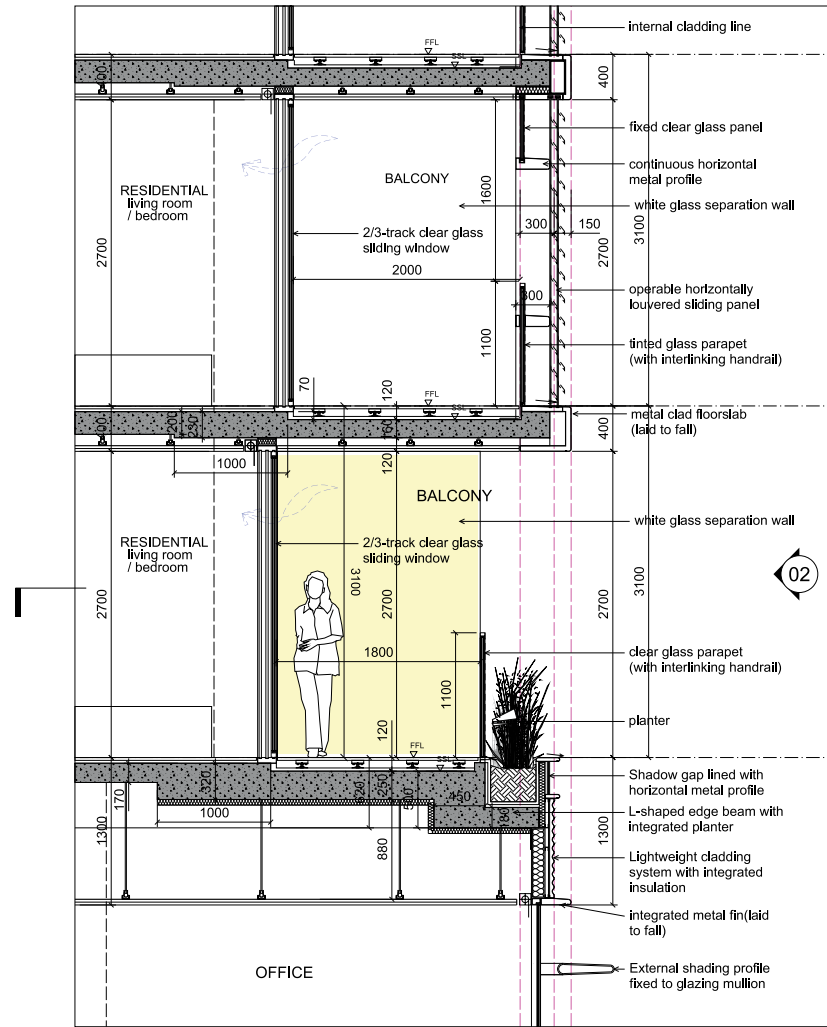 internal cladding line
FFL
SSL
400
400
fixed clear glass panel
continuous horizontal
metal profile
RESIDENTIAL
living room
/ bedroom
BALCONY
1600
white glass separation wall
300
150
2/3-track clear glass
sliding window
3100
2700
2700
2000
operable horizontally
louvered sliding panel
300
tinted glass parapet
(with interlinking handrail)
1100
70
120
FFL
SSL
metal clad floorslab
(laid to fall)
400
200
230
160
400
1000
120
BALCONY
white glass separation wall
RESIDENTIAL
living room
/ bedroom
2/3-track clear glass
sliding window
3100
02
2700
2700
2700
3100
clear glass parapet
(with interlinking handrail)
1800
1100
planter
120
FFL
SSL
Shadow gap lined with
horizontal metal profile
320
170
620
250
500
450
180
L-shaped edge beam with
integrated planter
1000
1300
880
1300
Lightweight cladding
system with integrated
insulation
integrated metal fin(laid
to fall)
OFFICE
External shading profile
fixed to glazing mullion